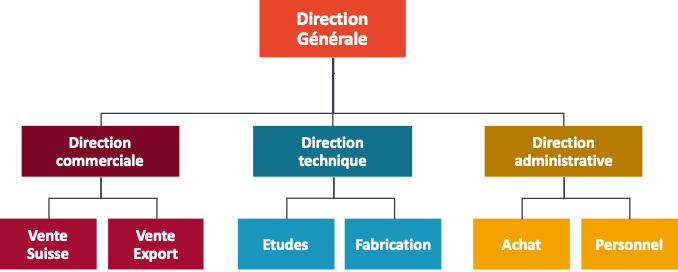 Direction
Générale
Direction
commerciale
Direction
technique
Direction
administrative
Vente
Suisse
Vente
Export
Etudes
Fabrication
Achat
Personnel